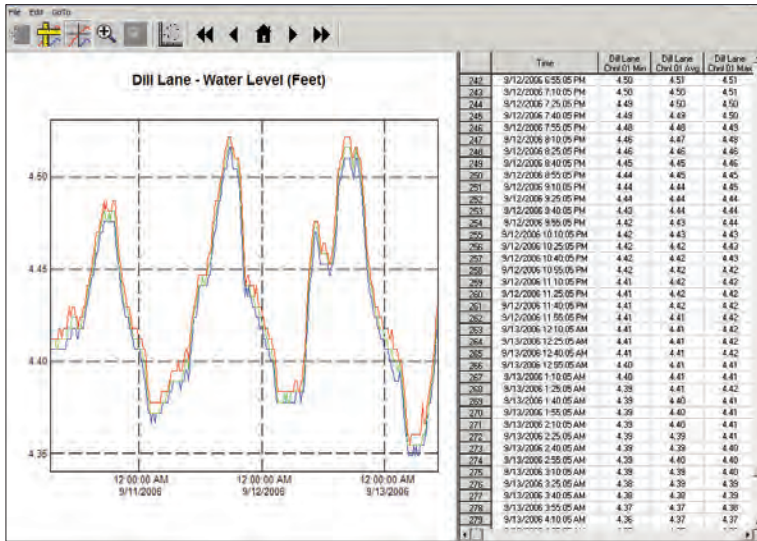 File Edit GoTo
Dill Lane - Water Level (Feet)
4.50
4.45
4.40
4.35
12:00:00 AM
9/11/2006
12:00:00 AM
9/12/2006
12:00:00 AM
9/13/2006
Time Dill Lane Chnl 01 Min Dill Lane Chnl 01 Avg Dill Lane Chnl 01 Max
242 9/12/2006 6:55:05 PM 4.50 4.51 4.51
243 9/12/2006 7:10:05 PM 4.50 4.50 4.51
244 9/12/2006 7:25:05 PM 4.49 4.50 4.50
245 9/12/2006 7:40:05 PM 4.49 4.49 4.50
246 9/12/2006 7:55:05 PM 4.48 4.48 4.49
247 9/12/2006 8:10:05 PM 4.46 4.47 4.48
248 9/12/2006 8:25:05 PM 4.46 4.46 4.46
249 9/12/2006 8:40:05 PM 4.45 4.45 4.46
250 9/12/2006 8:55:05 PM 4.44 4.45 4.45
251 9/12/2006 9:10:05 PM 4.44 4.44 4.45
252 9/12/2006 9:25:05 PM 4.44 4.44 4.44
253 9/12/2006 9:40:05 PM 4.43 4.44 4.44
254 9/12/2006 9:55:05 PM 4.42 4.43 4.44
255 9/12/2006 10:10:05 PM 4.42 4.43 4.43
256 9/12/2006 10:25:05 PM 4.42 4.42 4.43
257 9/12/2006 10:40:05 PM 4.42 4.42 4.43
258 9/12/2006 10:55:05 PM 4.42 4.42 4.42
259 9/12/2006 11:10:05 PM 4.41 4.42 4.42
260 9/12/2006 11:25:05 PM 4.41 4.42 4.42
261 9/12/2006 11:40:05 PM 4.41 4.42 4.42
262 9/12/2006 11:55:05 PM 4.41 4.41 4.42
263 9/13/2006 12:10:05 AM 4.41 4.41 4.42
264 9/13/2006 12:25:05 AM 4.41 4.41 4.42
265 9/13/2006 12:40:05 AM 4.41 4.41 4.42
266 9/13/2006 12:55:05 AM 4.40 4.41 4.41
267 9/13/2006 1:10:05 AM 4.40 4.41 4.41
268 9/13/2006 1:25:05 AM 4.39 4.41 4.42
269 9/13/2006 1:40:05 AM 4.39 4.40 4.41
270 9/13/2006 1:55:05 AM 4.39 4.40 4.41
271 9/13/2006 2:10:05 AM 4.39 4.40 4.41
272 9/13/2006 2:25:05 AM 4.39 4.39 4.41
273 9/13/2006 2:40:05 AM 4.39 4.39 4.40
274 9/13/2006 2:55:05 AM 4.39 4.40 4.40
275 9/13/2006 3:10:05 AM 4.39 4.39 4.40
276 9/13/2006 3:25:05 AM 4.38 4.39 4.39
277 9/13/2006 3:40:05 AM 4.38 4.38 4.39
278 9/13/2006 3:55:05 AM 4.37 4.37 4.38
279 9/13/2006 4:10:05 AM 4.36 4.37 4.37